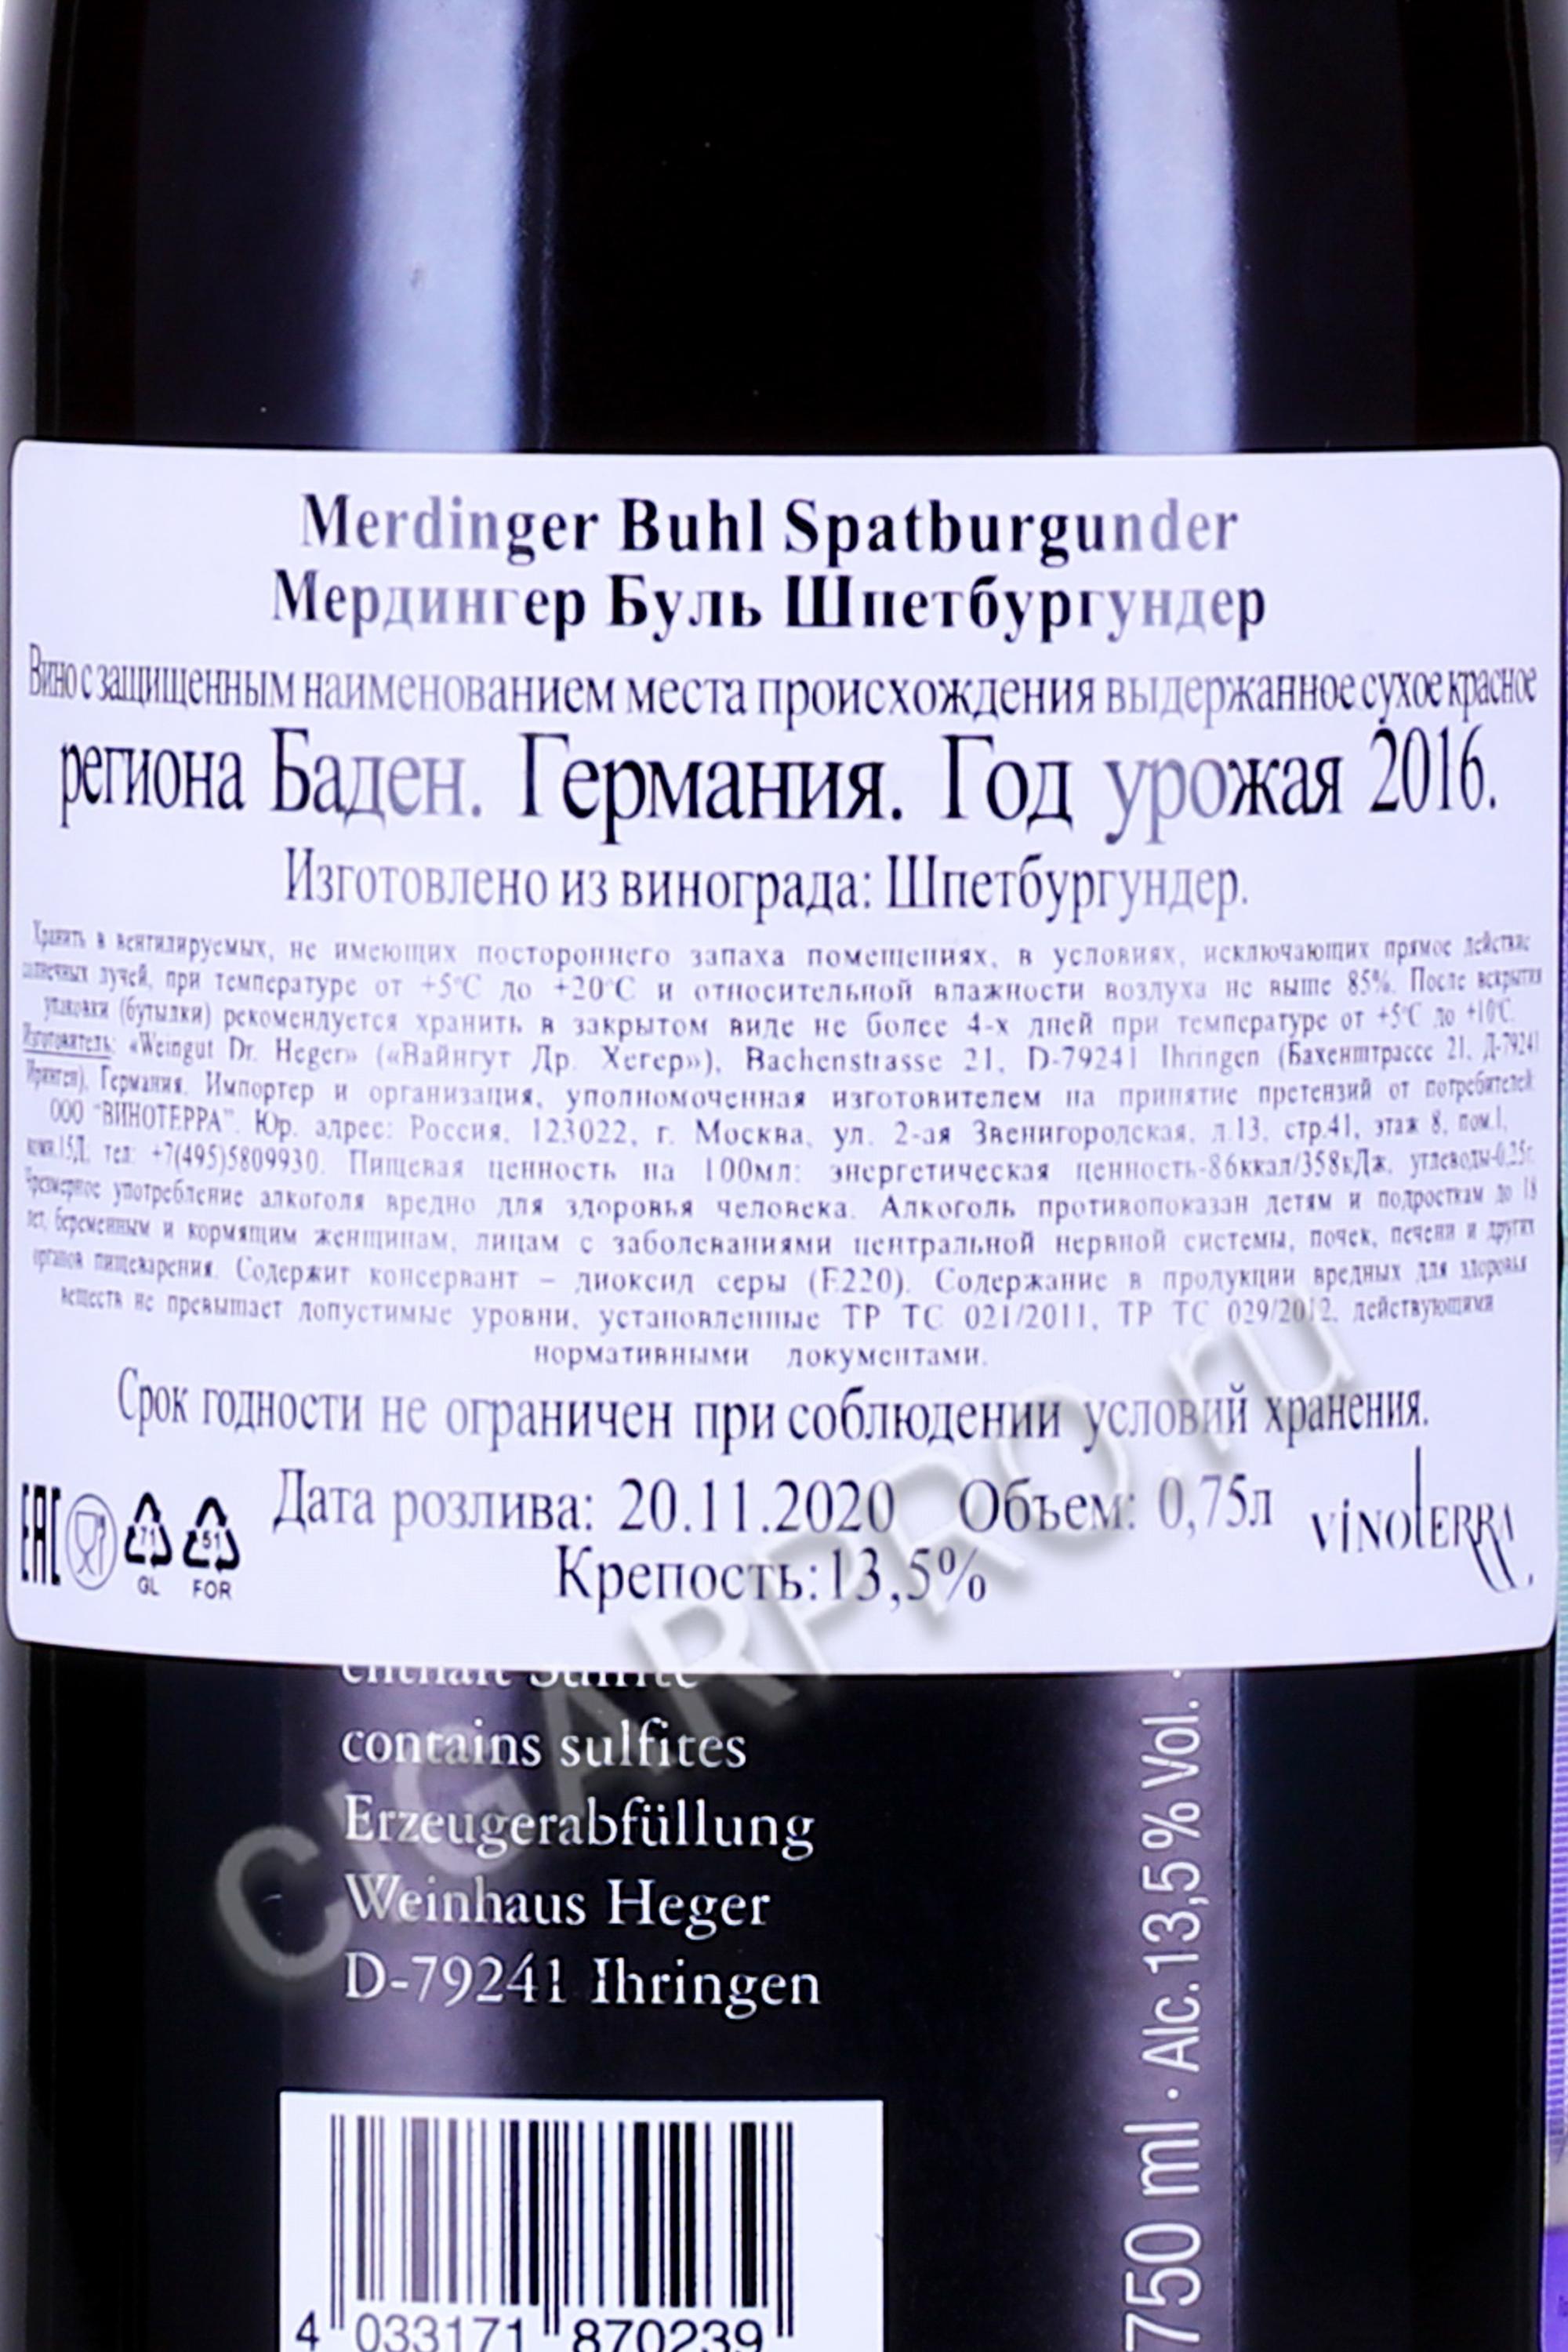 Merdinger Buhl Spatburgunder
Мердингер Буль Шпетбургундер
Вино с защищенным наименованием места происхождения выдержанное сухое красное
региона Баден. Германия. Год урожая 2016.
Изготовлено из винограда: Шпетбургундер.
Хранить в вентилируемых, не имеющих постороннего запаха помещениях, в условиях, исключающих прямое действие
солнечных лучей, при температуре от +5°С до +20°С и относительной влажности воздуха не выше 85%. После вскрытия
упаковки (бутылки) рекомендуется хранить в закрытом виде не более 4-х дней при температуре от +5°С до +10°С.
Изготовитель: «Weingut Dr. Heger» («Вайнгут Др. Хегер»), Bachenstrasse 21, D-79241 Ihringen (Бахенштрассе 21, Д-79241
Иринген), Германия. Импортер и организация, уполномоченная изготовителем на принятие претензий от потребителей:
ООО "ВИНОТЕРРА". Юр. адрес: Россия, 123022, г. Москва, ул. 2-ая Звенигородская, д.13, стр.41, этаж 8, пом.I,
комн.15Д, тел: +7(495)5809930. Пищевая ценность на 100мл: энергетическая ценность-86ккал/358кДж, углеводы-0,25г.
Чрезмерное употребление алкоголя вредно для здоровья человека. Алкоголь противопоказан детям и подросткам до 18
лет, беременным и кормящим женщинам, лицам с заболеваниями центральной нервной системы, почек, печени и других
органов пищеварения. Содержит консервант – диоксид серы (Е220). Содержание в продукции вредных для здоровья
веществ не превышает допустимые уровни, установленные ТР ТС 021/2011, ТР ТС 029/2012, действующими
нормативными документами.
Срок годности не ограничен при соблюдении условий хранения.
Дата розлива: 20.11.2020 Объем: 0,75л
Крепость:13,5%
EAC
71
GL
51
FOR
VINOTERRA
enthält Sulfite
contains sulfites
Erzeugerabfüllung
Weinhaus Heger
D-79241 Ihringen
750 ml · Alc. 13,5% Vol.
4 033171 870239
CIGARPRO.ru